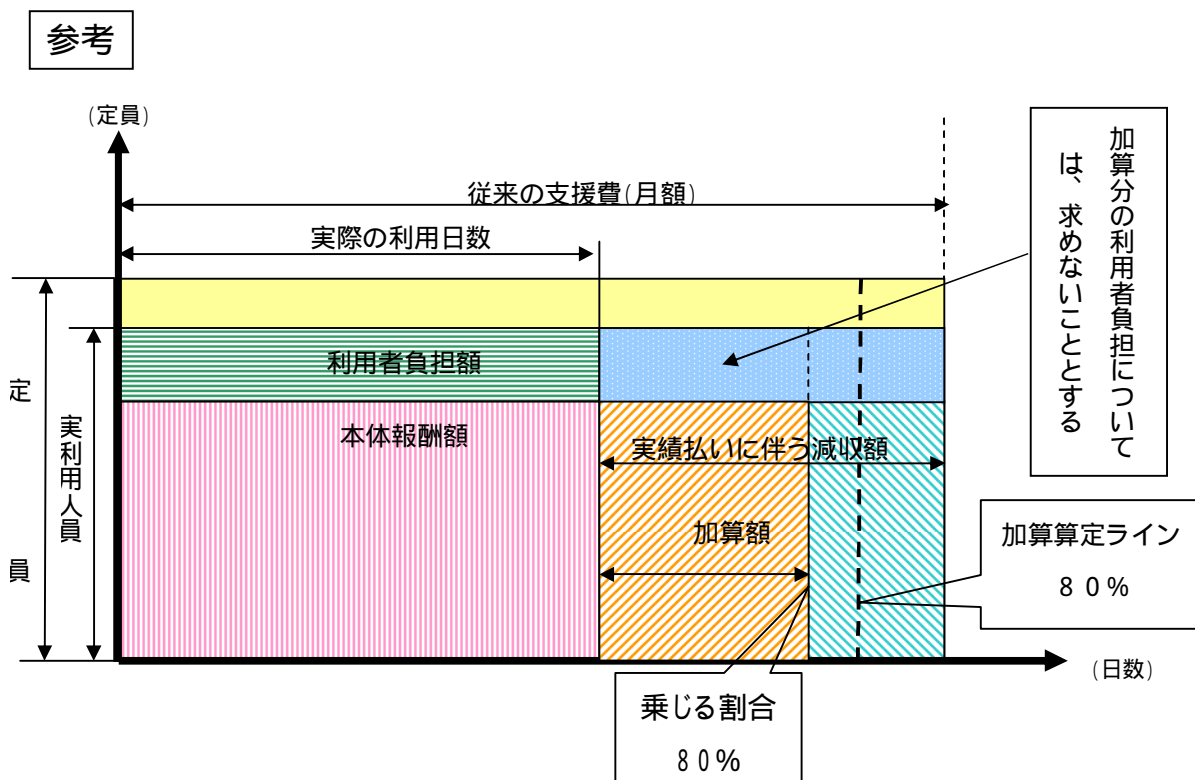 参考
(定員)
従来の支援費(月額)
実際の利用日数
加算分の利用者負担について
は、求めないこととする
利用者負担額
定員
実利用人員
本体報酬額
実績払いに伴う減収額
加算額
加算算定ライン
80%
(日数)
乗じる割合
80%